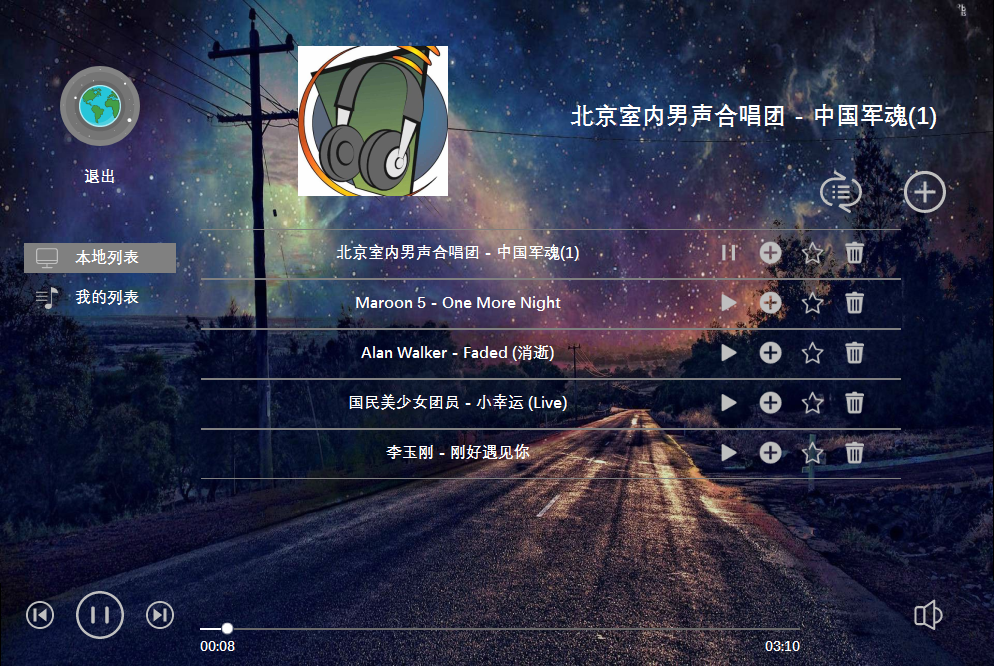 北京室内男声合唱团 - 中国军魂(1)
退出
本地列表
我的列表
北京室内男声合唱团 - 中国军魂(1)
Maroon 5 - One More Night
Alan Walker - Faded (消逝)
国民美少女团员 - 小幸运 (Live)
李玉刚 - 刚好遇见你
00:08
03:10